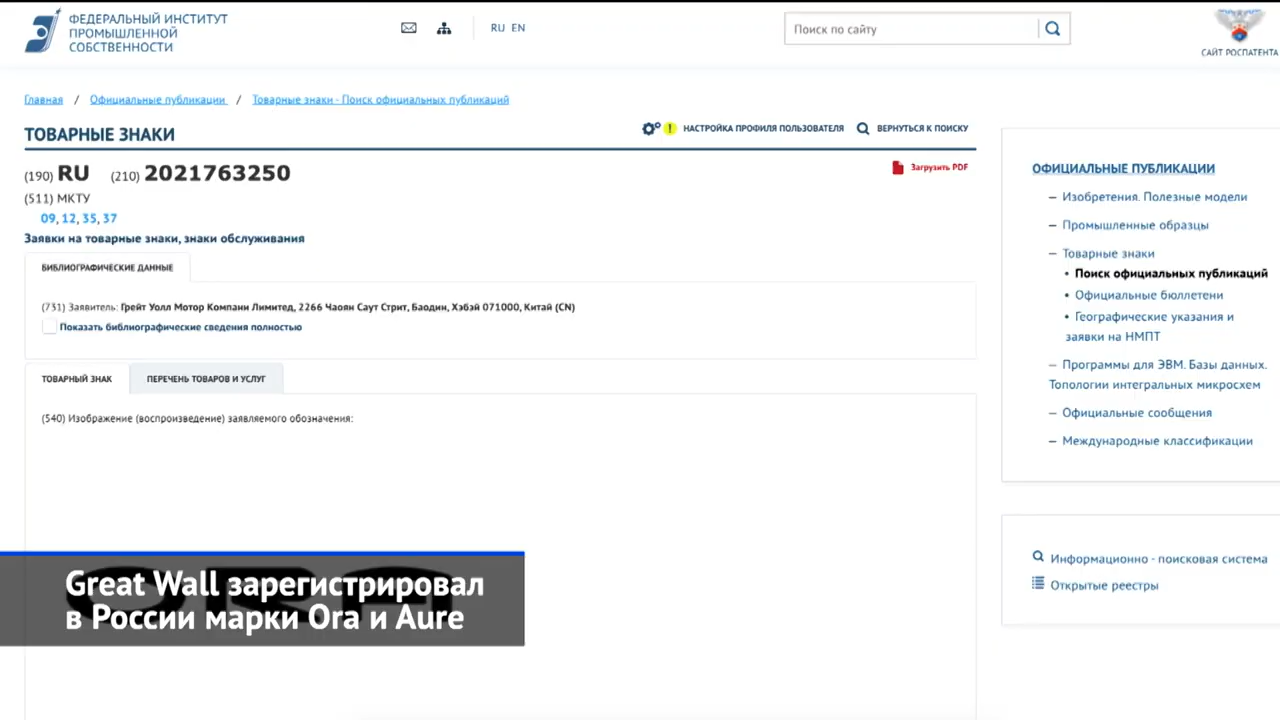 ФЕДЕРАЛЬНЫЙ ИНСТИТУТ
ПРОМЫШЛЕННОЙ
СОБСТВЕННОСТИ
RU EN
Поиск по сайту
САЙТ РОСПАТЕНТА
Главная / Официальные публикации / Товарные знаки - Поиск официальных публикаций
ТОВАРНЫЕ ЗНАКИ
НАСТРОЙКА ПРОФИЛЯ ПОЛЬЗОВАТЕЛЯ
ВЕРНУТЬСЯ К ПОИСКУ
(190) RU (210) 2021763250
Загрузить PDF
(511) МКТУ
09, 12, 35, 37
Заявки на товарные знаки, знаки обслуживания
БИБЛИОГРАФИЧЕСКИЕ ДАННЫЕ
(731) Заявитель: Грейт Уолл Мотор Компани Лимитед, 2266 Чаоян Саут Стрит, Баодин, Хэбэй 071000, Китай (CN)
Показать библиографические сведения полностью
ТОВАРНЫЙ ЗНАК
ПЕРЕЧЕНЬ ТОВАРОВ И УСЛУГ
(540) Изображение (воспроизведение) заявляемого обозначения:
ORA
Great Wall зарегистрировал
в России марки Ora и Aure
ОФИЦИАЛЬНЫЕ ПУБЛИКАЦИИ
– Изобретения. Полезные модели
– Промышленные образцы
– Товарные знаки
• Поиск официальных публикаций
• Официальные бюллетени
• Географические указания и
заявки на НМПТ
– Программы для ЭВМ. Базы данных.
Топологии интегральных микросхем
– Официальные сообщения
– Международные классификации
Информационно - поисковая система
Открытые реестры